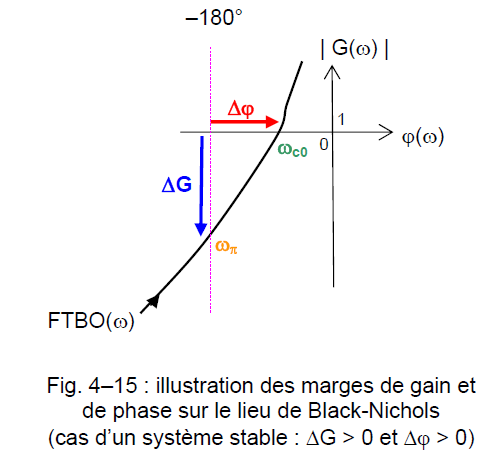 –180°
| G(ω) |
Δφ
1
φ(ω)
ωc0
0
ΔG
ωπ
FTBO(ω)
Fig. 4–15 : illustration des marges de gain et
de phase sur le lieu de Black-Nichols
(cas d’un système stable : ΔG > 0 et Δφ > 0)